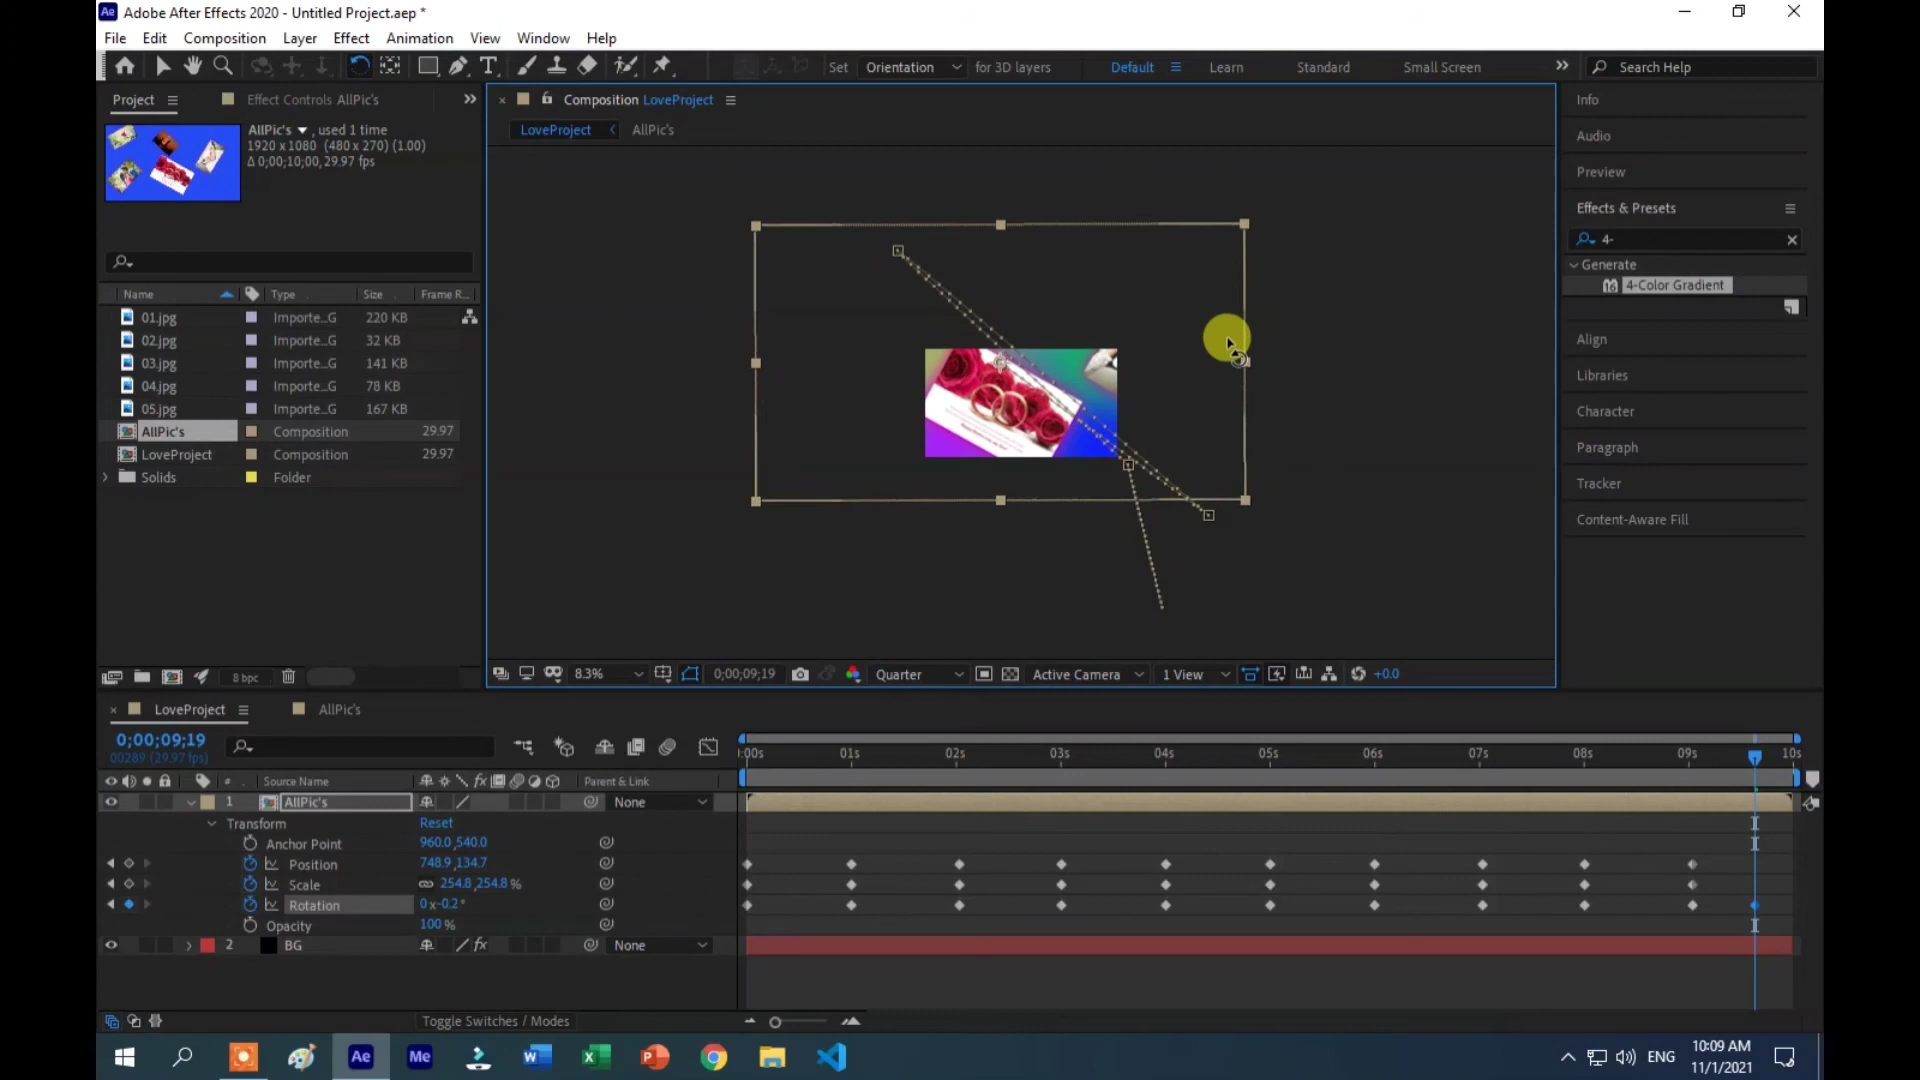 Adobe After Effects 2020 - Untitled Project.aep *
File Edit Composition Layer Effect Animation View Window Help
Set Orientation for 3D layers Default Learn Standard Small Screen Search Help
Project Effect Controls AllPic's
AllPic's , used 1 time
1920 x 1080 (480 x 270) (1.00)
Δ 0;00;10;00, 29.97 fps
Composition LoveProject
LoveProject AllPic's
Name Type Size Frame R...
01.jpg Importe...G 220 KB
02.jpg Importe...G 32 KB
03.jpg Importe...G 141 KB
04.jpg Importe...G 78 KB
05.jpg Importe...G 167 KB
AllPic's Composition 29.97
LoveProject Composition 29.97
Solids Folder
8 bpc
8.3% 0;00;09;19 Quarter Active Camera 1 View +0.0
Info
Audio
Preview
Effects & Presets
4-
Generate
16 4-Color Gradient
Align
Libraries
Character
Paragraph
Tracker
Content-Aware Fill
LoveProject AllPic's
0;00;09;19
00289 (29.97 fps)
:00s 01s 02s 03s 04s 05s 06s 07s 08s 09s 10s
# Source Name fx Parent & Link
1 AllPic's None
Transform Reset
Anchor Point 960.0,540.0
Position 748.9,134.7
Scale 254.8,254.8 %
Rotation 0 x-0.2 °
Opacity 100 %
2 BG fx None
Toggle Switches / Modes
Ae Me ENG 10:09 AM
11/1/2021